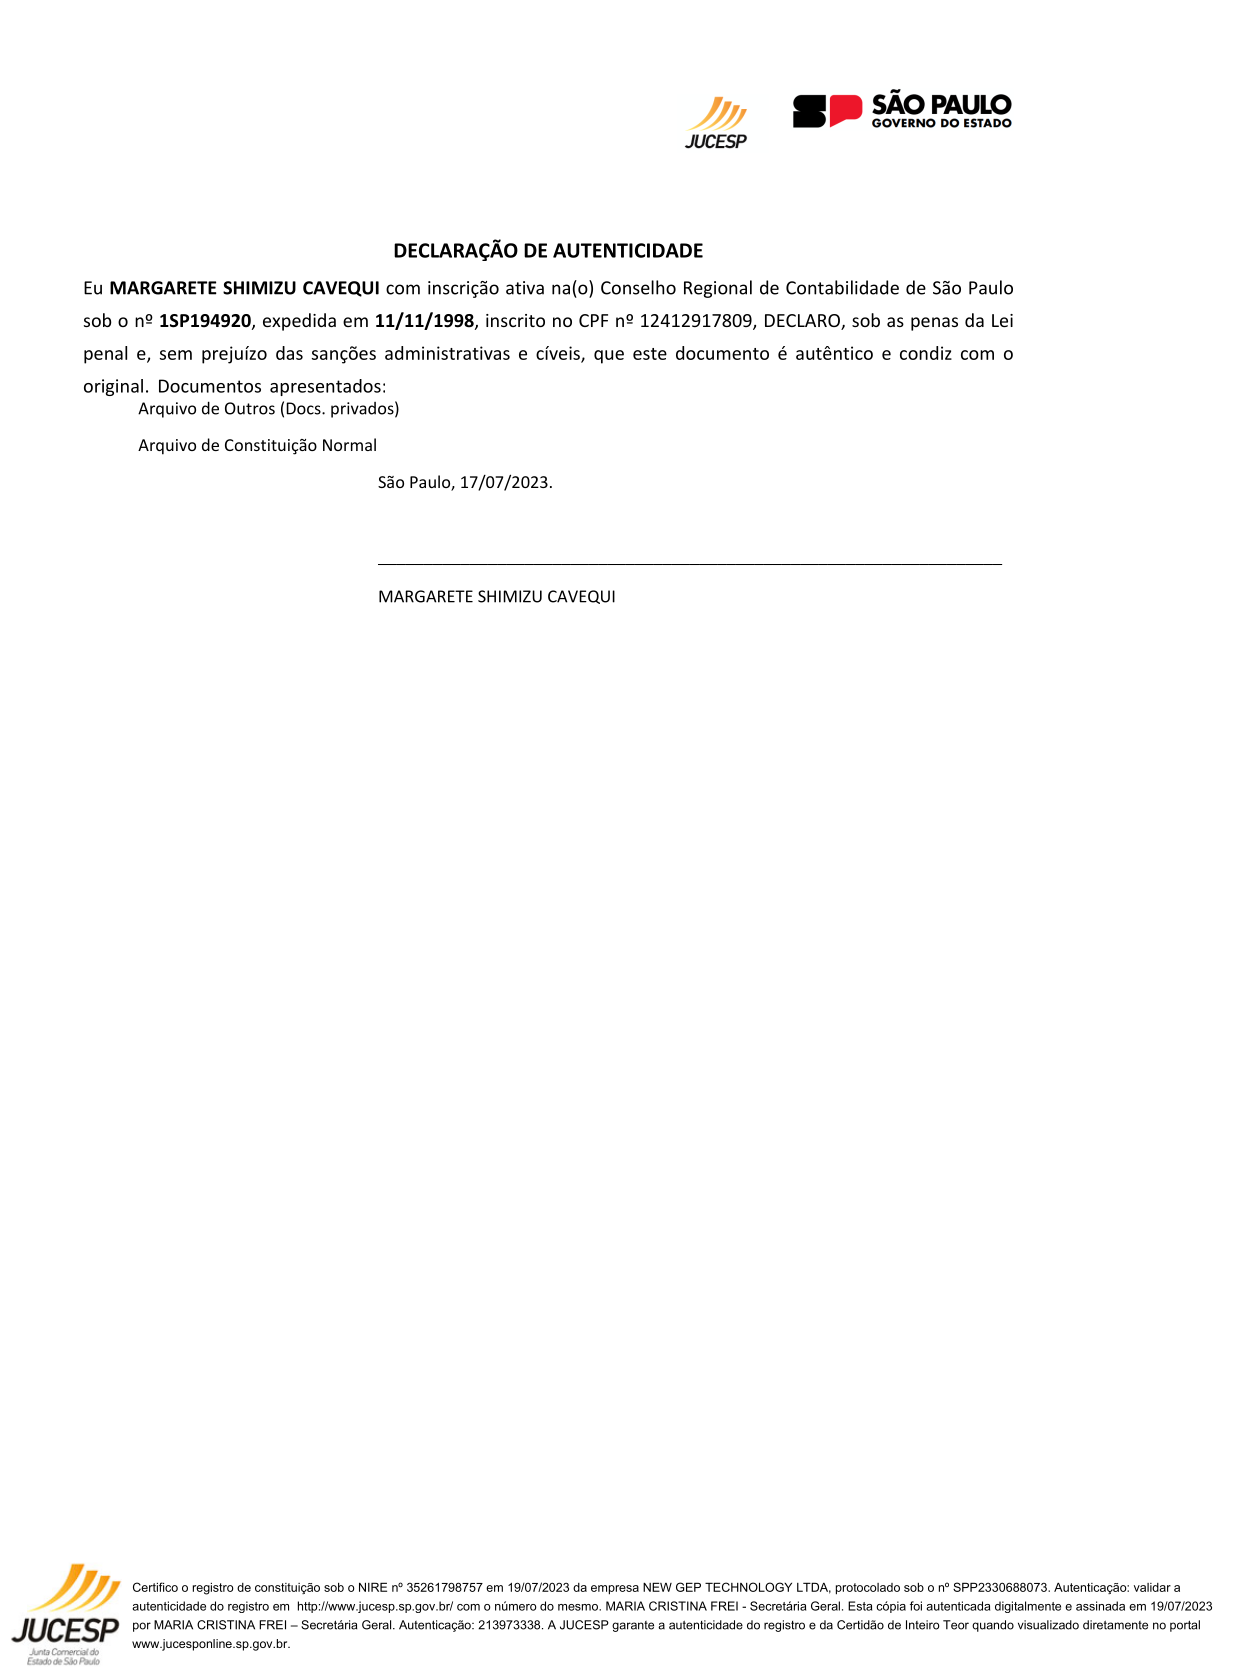 JUCESP
SÃO PAULO
GOVERNO DO ESTADO
DECLARAÇÃO DE AUTENTICIDADE
Eu MARGARETE SHIMIZU CAVEQUI com inscrição ativa na(o) Conselho Regional de Contabilidade de São Paulo
sob o nº 1SP194920, expedida em 11/11/1998, inscrito no CPF nº 12412917809, DECLARO, sob as penas da Lei
penal e, sem prejuízo das sanções administrativas e cíveis, que este documento é autêntico e condiz com o
original. Documentos apresentados:
Arquivo de Outros (Docs. privados)
Arquivo de Constituição Normal
São Paulo, 17/07/2023.
MARGARETE SHIMIZU CAVEQUI
JUCESP
Junta Comercial do
Estado de São Paulo
Certifico o registro de constituição sob o NIRE nº 35261798757 em 19/07/2023 da empresa NEW GEP TECHNOLOGY LTDA, protocolado sob o nº SPP2330688073. Autenticação: validar a
autenticidade do registro em  http://www.jucesp.sp.gov.br/ com o número do mesmo. MARIA CRISTINA FREI - Secretária Geral. Esta cópia foi autenticada digitalmente e assinada em 19/07/2023
por MARIA CRISTINA FREI – Secretária Geral. Autenticação: 213973338. A JUCESP garante a autenticidade do registro e da Certidão de Inteiro Teor quando visualizado diretamente no portal
www.jucesponline.sp.gov.br.